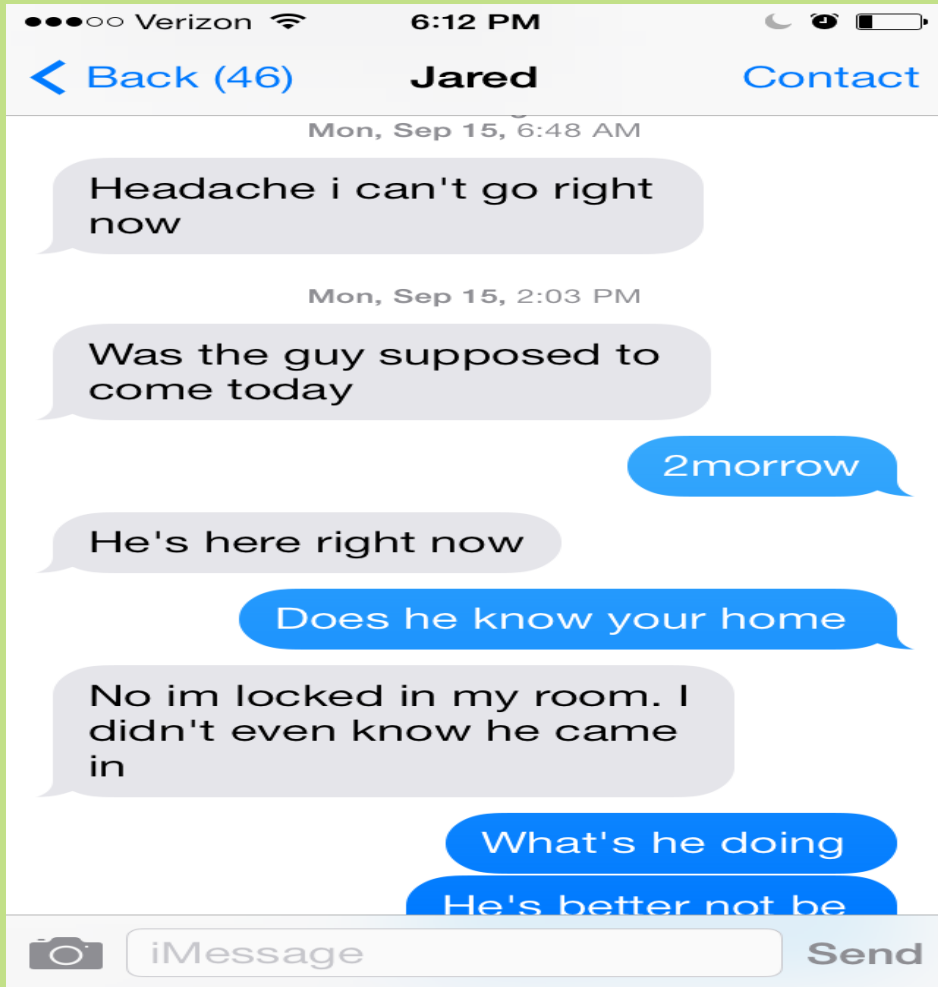 Verizon 6:12 PM
Back (46) Jared Contact
Mon, Sep 15, 6:48 AM
Headache i can't go right
now
Mon, Sep 15, 2:03 PM
Was the guy supposed to
come today
2morrow
He's here right now
Does he know your home
No im locked in my room. I
didn't even know he came
in
What's he doing
He's better not be
iMessage Send